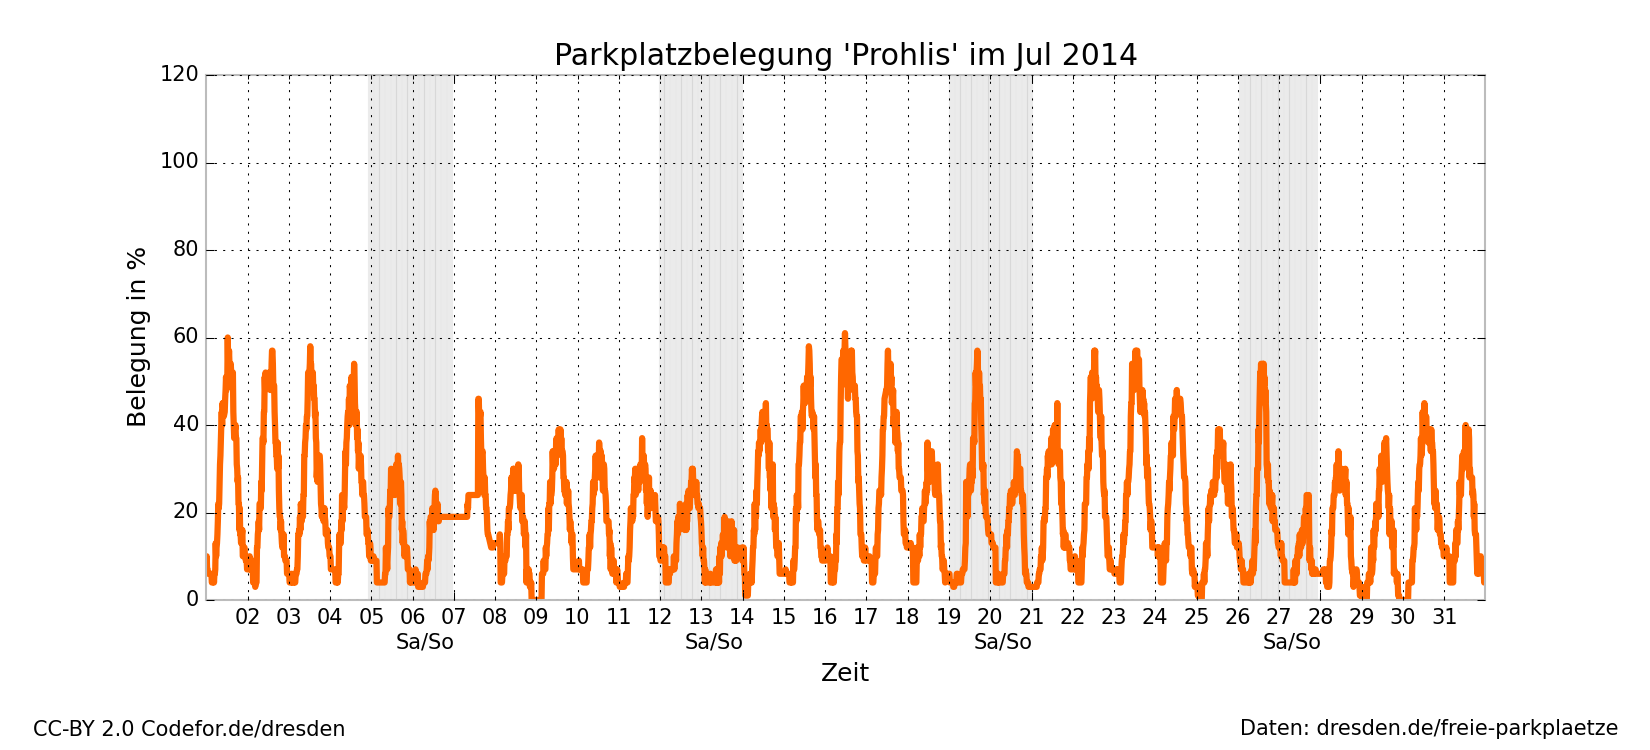 Parkplatzbelegung 'Prohlis' im Jul 2014
120
100
80
60
40
20
0
Belegung in %
02 03 04 05 06 07 08 09 10 11 12 13 14 15 16 17 18 19 20 21 22 23 24 25 26 27 28 29 30 31
Sa/So Sa/So Sa/So Sa/So
Zeit
CC-BY 2.0 Codefor.de/dresden
Daten: dresden.de/freie-parkplaetze